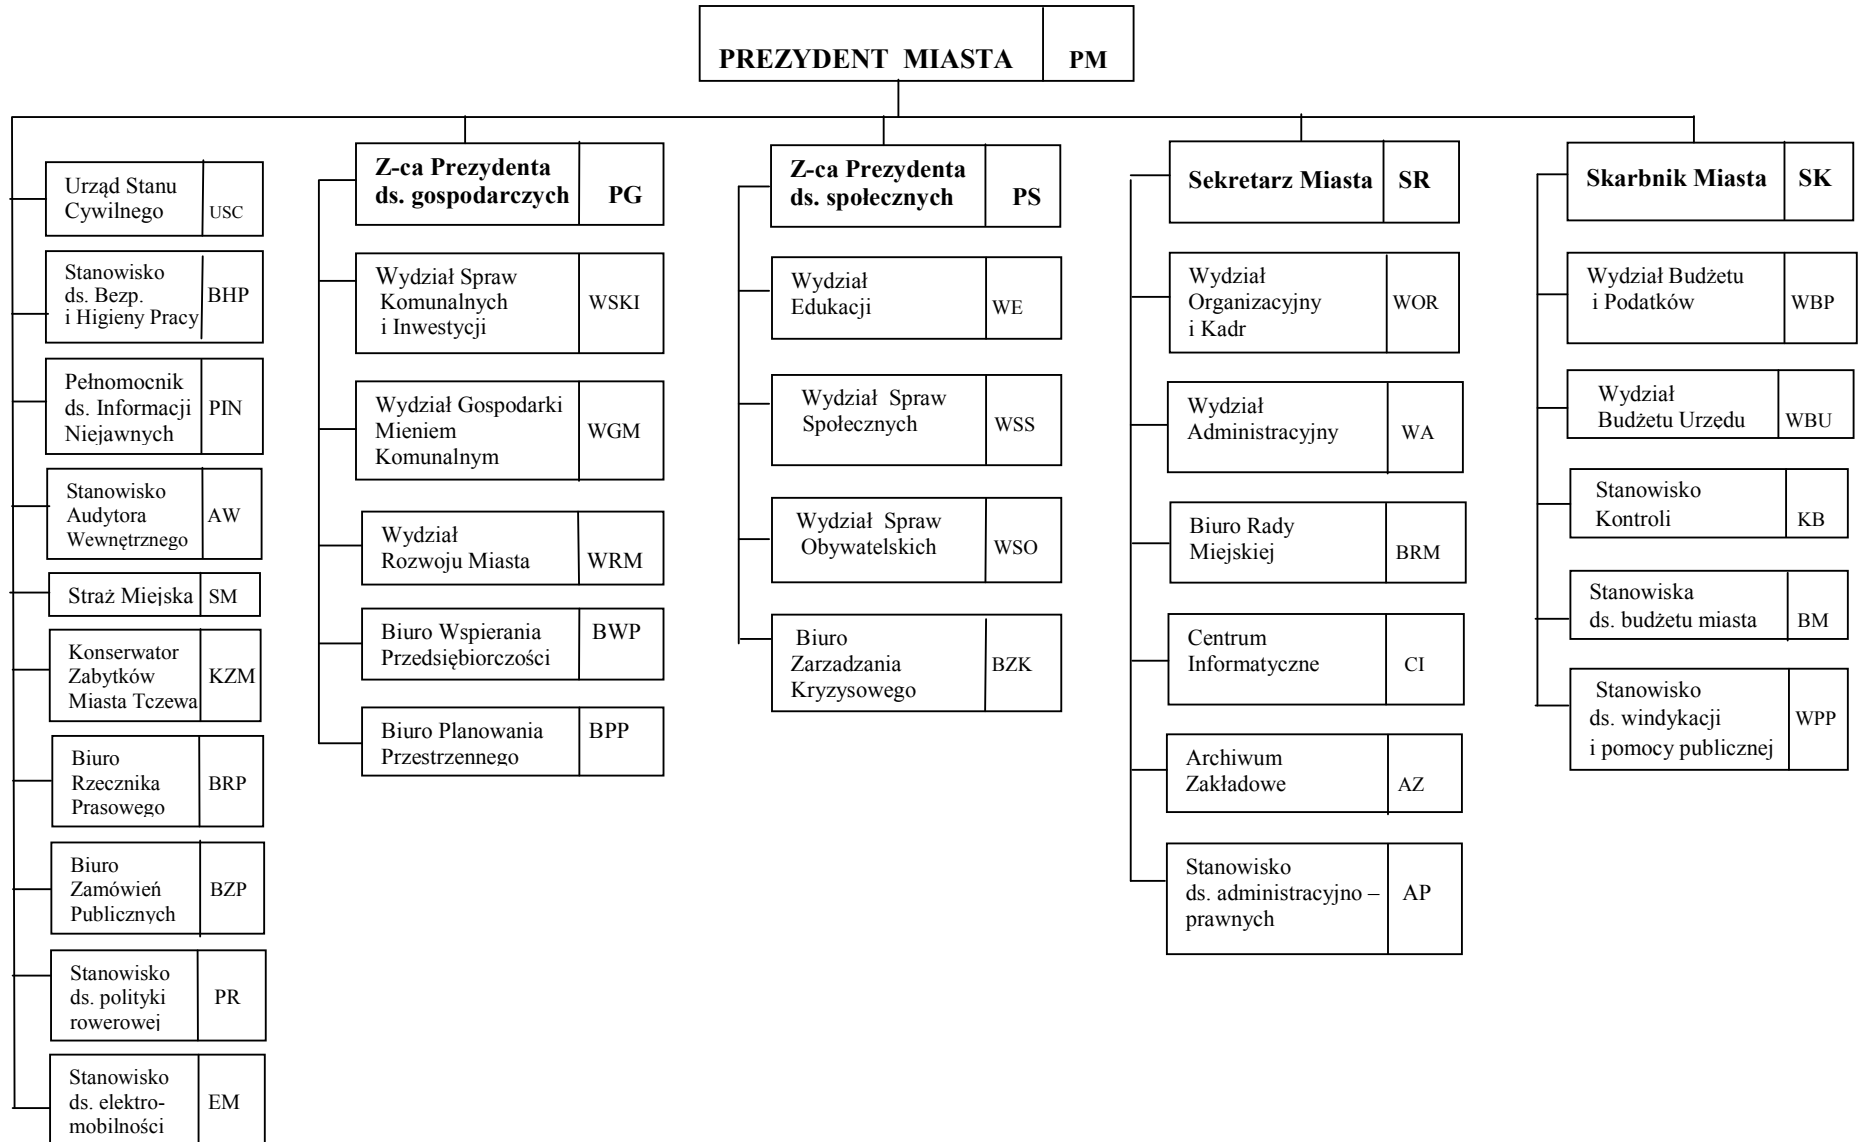 PREZYDENT MIASTA PM
Urząd Stanu
Cywilnego USC
Stanowisko
ds. Bezp. BHP
i Higieny Pracy
Pełnomocnik
ds. Informacji PIN
Niejawnych
Stanowisko
Audytora AW
Wewnętrznego
Straż Miejska SM
Konserwator
Zabytków KZM
Miasta Tczewa
Biuro
Rzecznika BRP
Prasowego
Biuro
Zamówień BZP
Publicznych
Stanowisko
ds. polityki PR
rowerowej
Stanowisko
ds. elektro- EM
mobilności
Z-ca Prezydenta
ds. gospodarczych PG
Wydział Spraw
Komunalnych WSKI
i Inwestycji
Wydział Gospodarki
Mieniem WGM
Komunalnym
Wydział
Rozwoju Miasta WRM
Biuro Wspierania BWP
Przedsiębiorczości
Biuro Planowania BPP
Przestrzennego
Z-ca Prezydenta
ds. społecznych PS
Wydział
Edukacji WE
Wydział Spraw
Społecznych WSS
Wydział Spraw
Obywatelskich WSO
Biuro
Zarzadzania BZK
Kryzysowego
Sekretarz Miasta SR
Wydział
Organizacyjny WOR
i Kadr
Wydział
Administracyjny WA
Biuro Rady
Miejskiej BRM
Centrum
Informatyczne CI
Archiwum
Zakładowe AZ
Stanowisko
ds. administracyjno – AP
prawnych
Skarbnik Miasta SK
Wydział Budżetu
i Podatków WBP
Wydział
Budżetu Urzędu WBU
Stanowisko
Kontroli KB
Stanowiska
ds. budżetu miasta BM
Stanowisko
ds. windykacji WPP
i pomocy publicznej